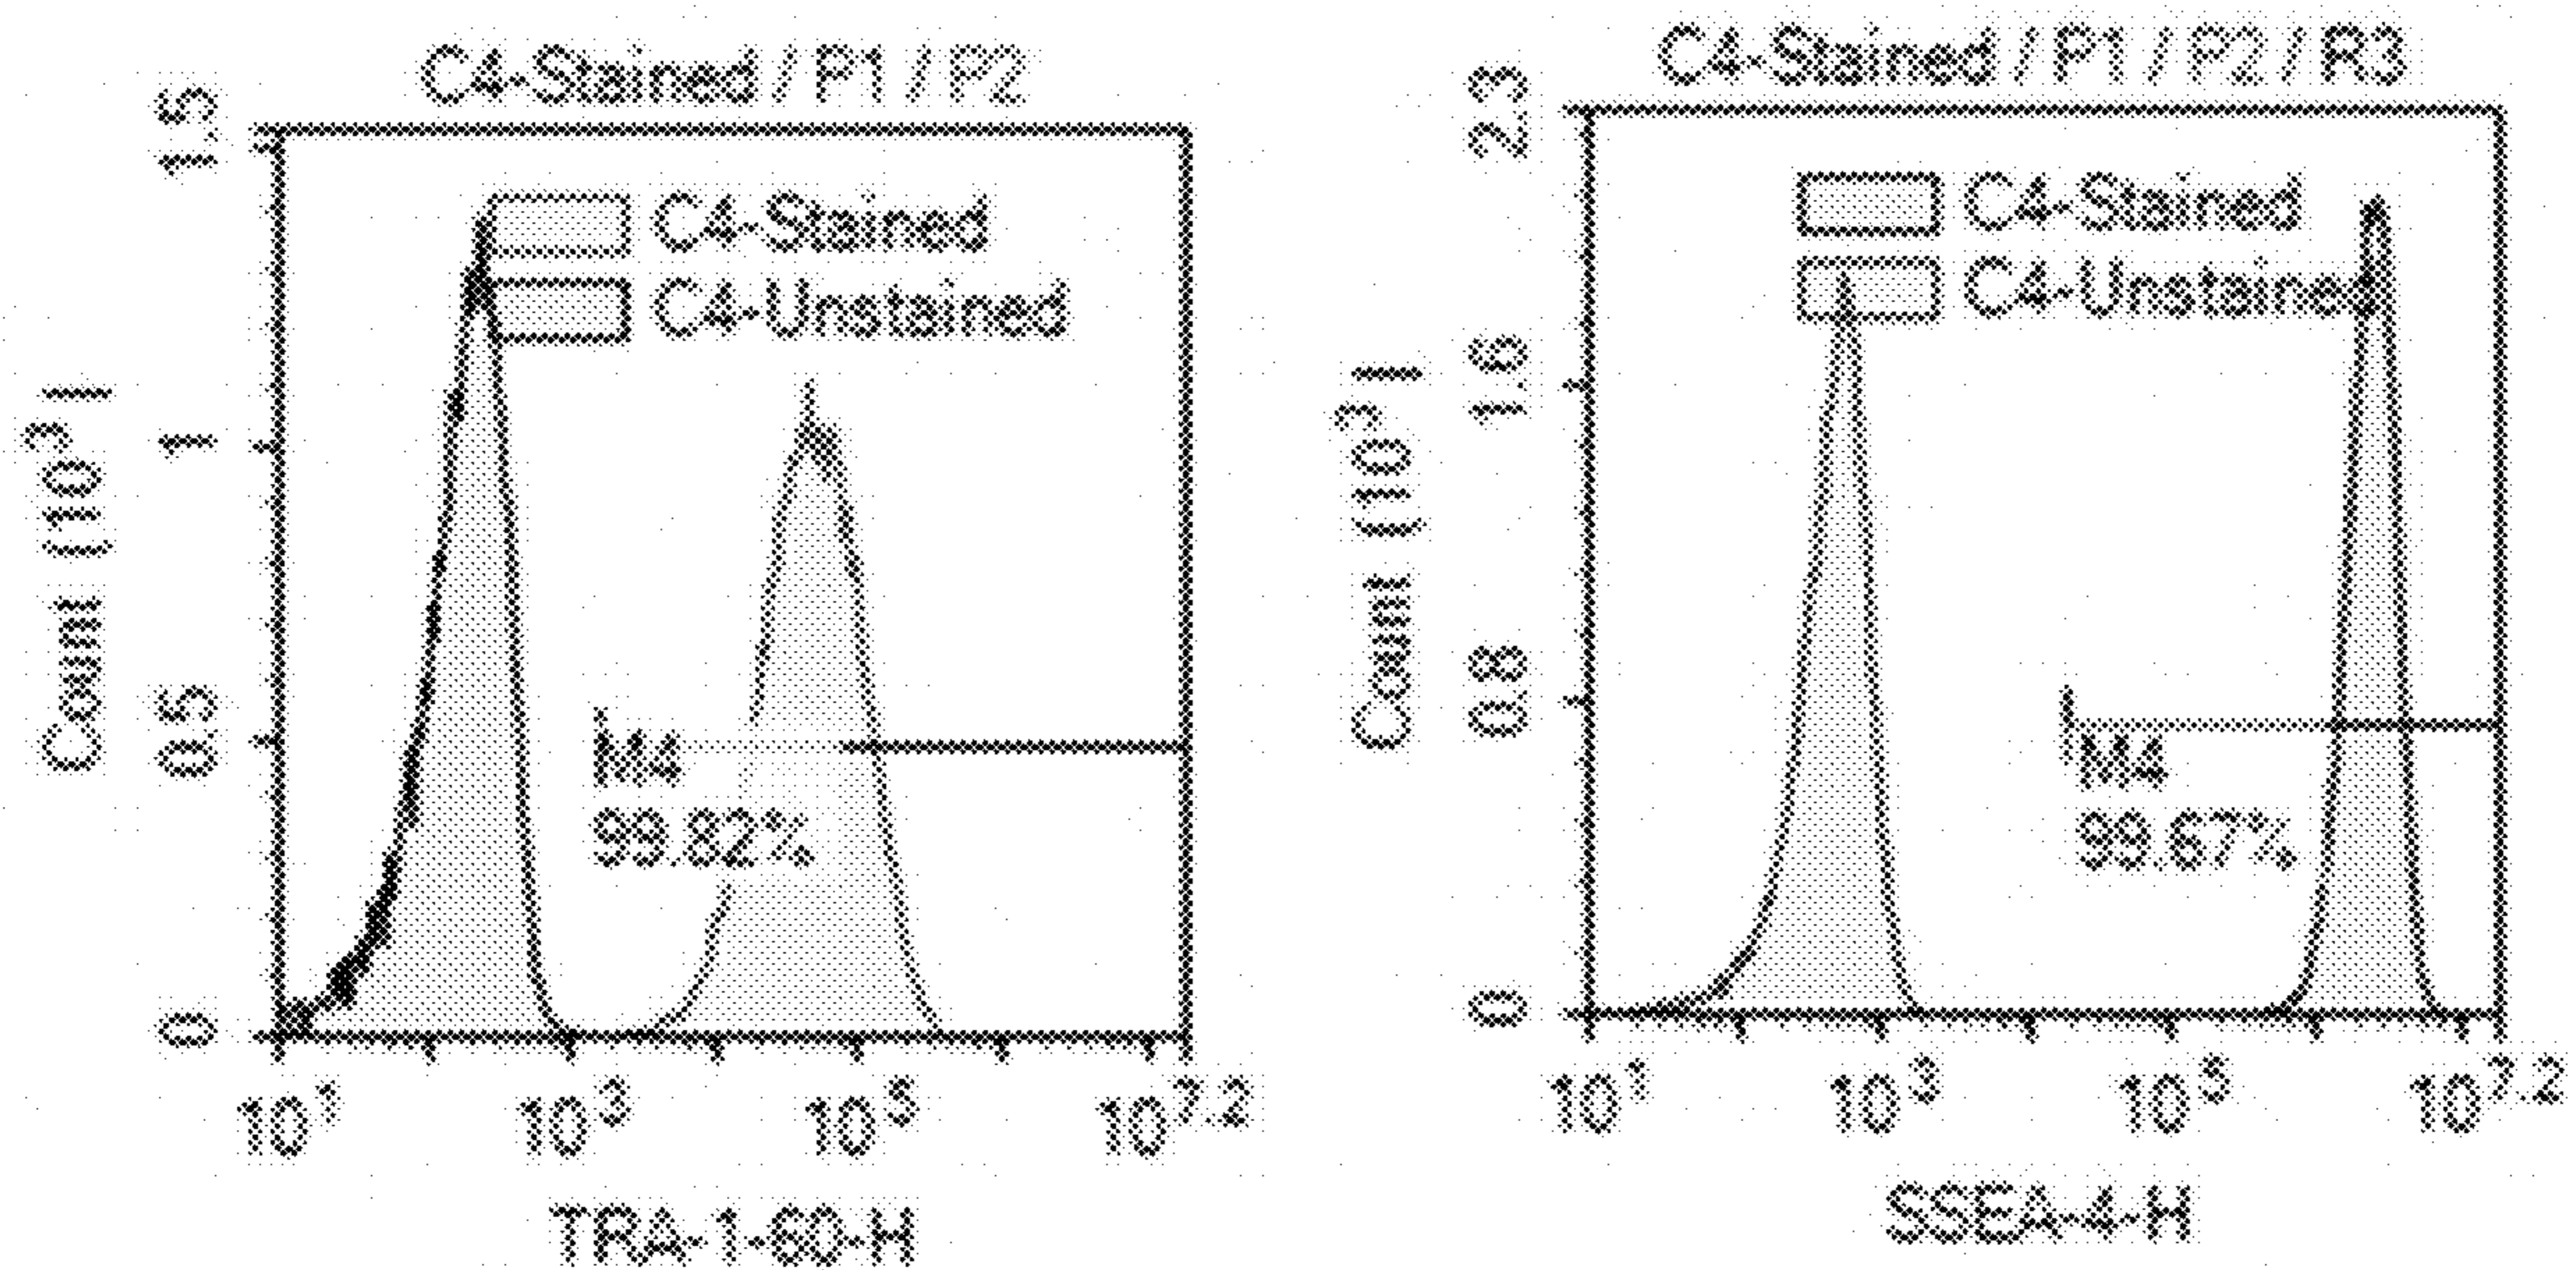 C4-Stained / P1 / P2
1.5
1
0.5
0
Count (10³)
C4-Stained
C4-Unstained
M4
99.82%
10¹ 10³ 10⁵ 10⁷·²
TRA-1-60-H
C4-Stained / P1 / P2 / R3
2.3
1.6
0.8
0
Count (10³)
C4-Stained
C4-Unstained
M4
99.67%
10¹ 10³ 10⁵ 10⁷·²
SSEA-4-H